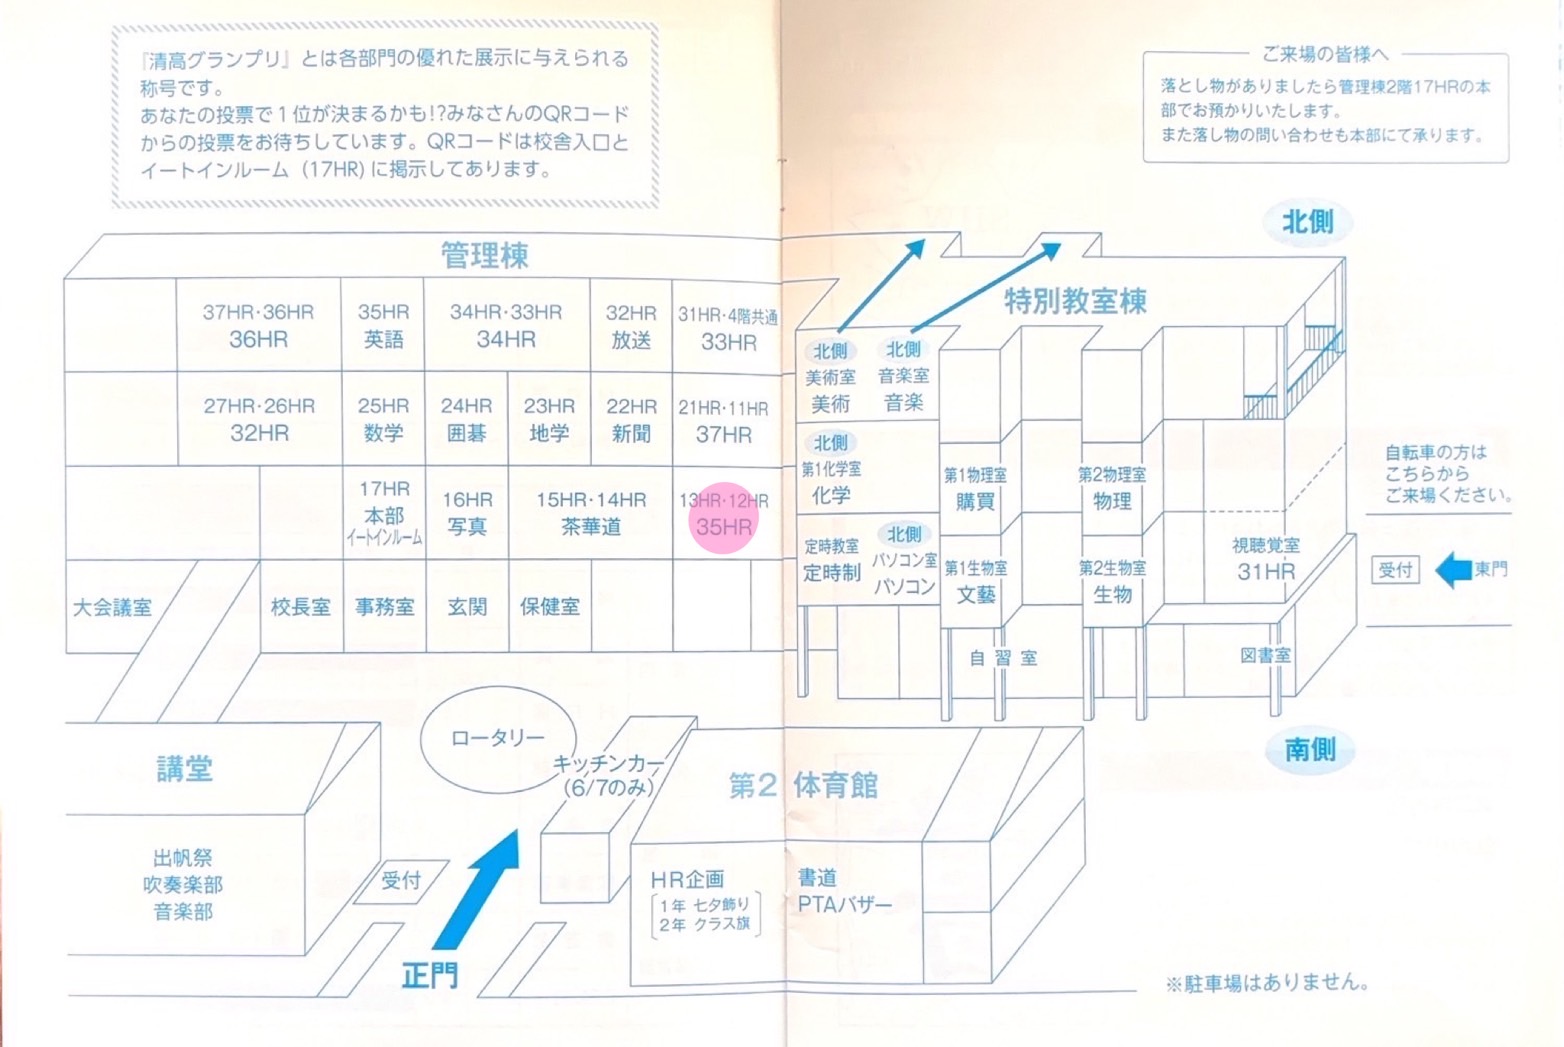 『清高グランプリ』とは各部門の優れた展示に与えられる
称号です。
あなたの投票で1位が決まるかも!?みなさんのQRコード
からの投票をお待ちしています。QRコードは校舎入口と
イートインルーム（17HR）に掲示してあります。
ご来場の皆様へ
落とし物がありましたら管理棟2階17HRの本
部でお預かりいたします。
また落し物の問い合わせも本部にて承ります。
北側
管理棟
37HR・36HR
36HR
35HR
英語
34HR・33HR
34HR
32HR
放送
31HR・4階共通
33HR
27HR・26HR
32HR
25HR
数学
24HR
囲碁
23HR
地学
22HR
新聞
21HR・11HR
37HR
17HR
本部
イートインルーム
16HR
写真
15HR・14HR
茶華道
13HR・12HR
35HR
大会議室
校長室
事務室
玄関
保健室
特別教室棟
北側
美術室
美術
北側
音楽室
音楽
北側
第1化学室
化学
第1物理室
購買
第2物理室
物理
定時教室
定時制
北側
パソコン室
パソコン
第1生物室
文藝
第2生物室
生物
視聴覚室
31HR
自習室
図書室
自転車の方は
こちらから
ご来場ください。
受付
東門
南側
講堂
出帆祭
吹奏楽部
音楽部
受付
ロータリー
キッチンカー
(6/7のみ)
正門
第2体育館
HR企画
1年 七夕飾り
2年 クラス旗
書道
PTAバザー
※駐車場はありません。